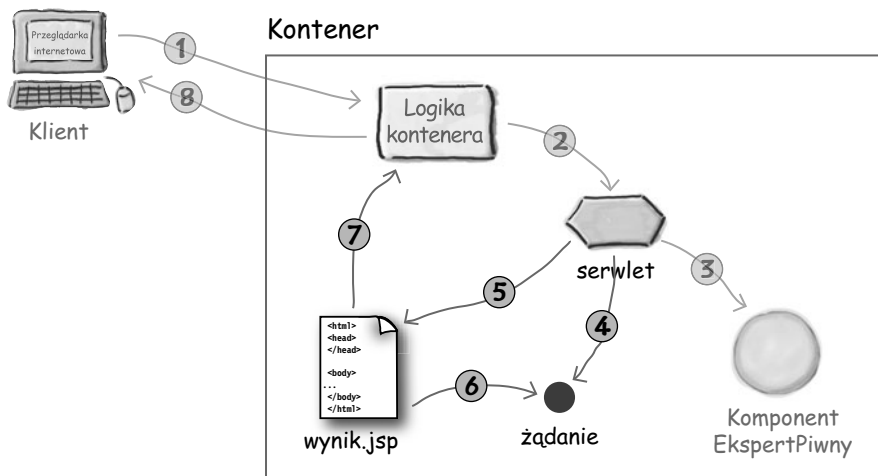 Kontener
Przeglądarka
internetowa
1
8
Klient
Logika
kontenera
2
7
serwlet
3
5
4
<html>
<head>
</head>
<body>
...
</body>
</html>
6
wynik.jsp
żądanie
Komponent
EkspertPiwny